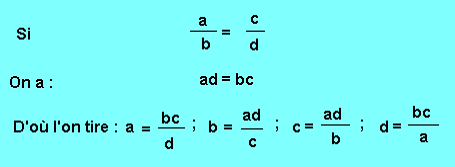 Si a/b = c/d
On a : ad = bc
D'où l'on tire : a = bc/d ; b = ad/c ; c = ad/b ; d = bc/a